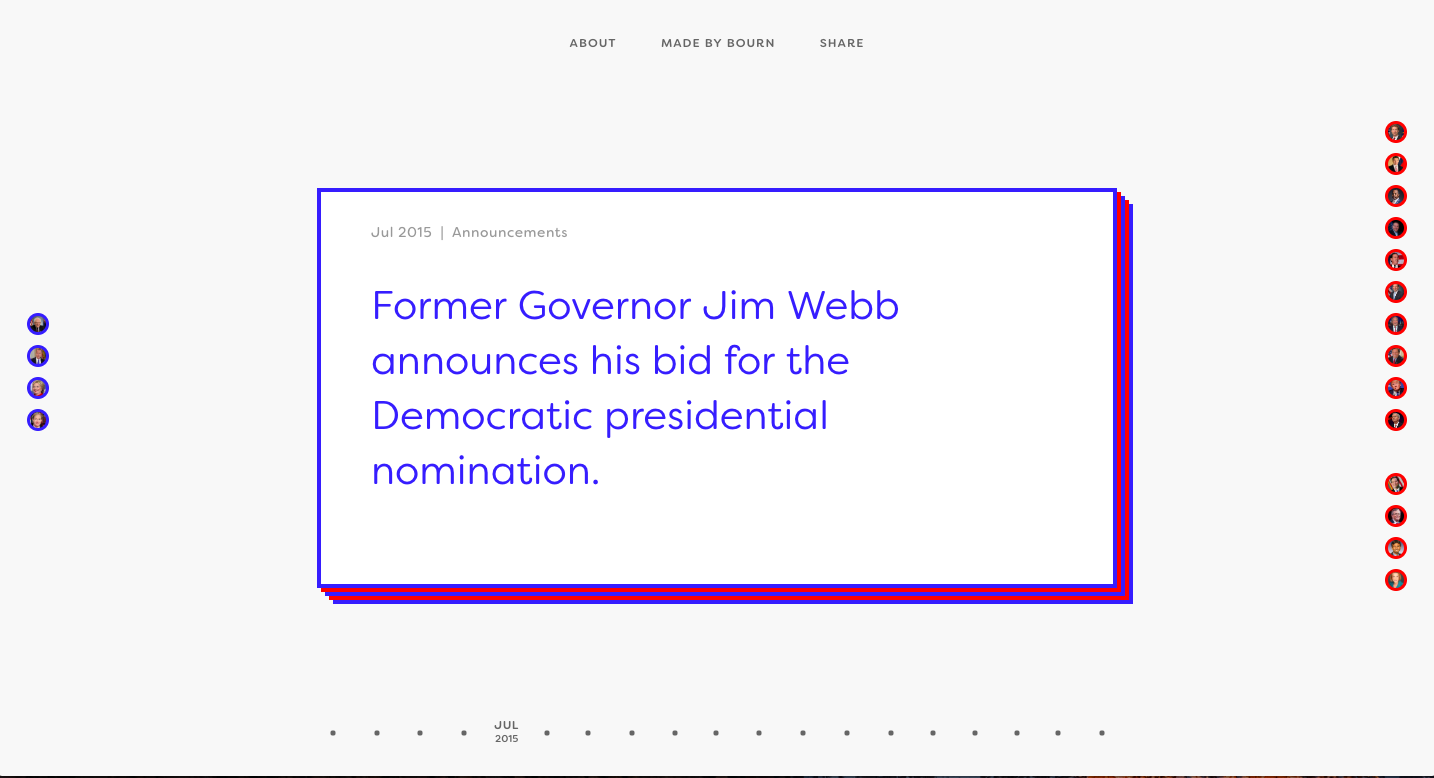 ABOUT MADE BY BOURN SHARE
Jul 2015 | Announcements
Former Governor Jim Webb
announces his bid for the
Democratic presidential
nomination.
JUL
2015